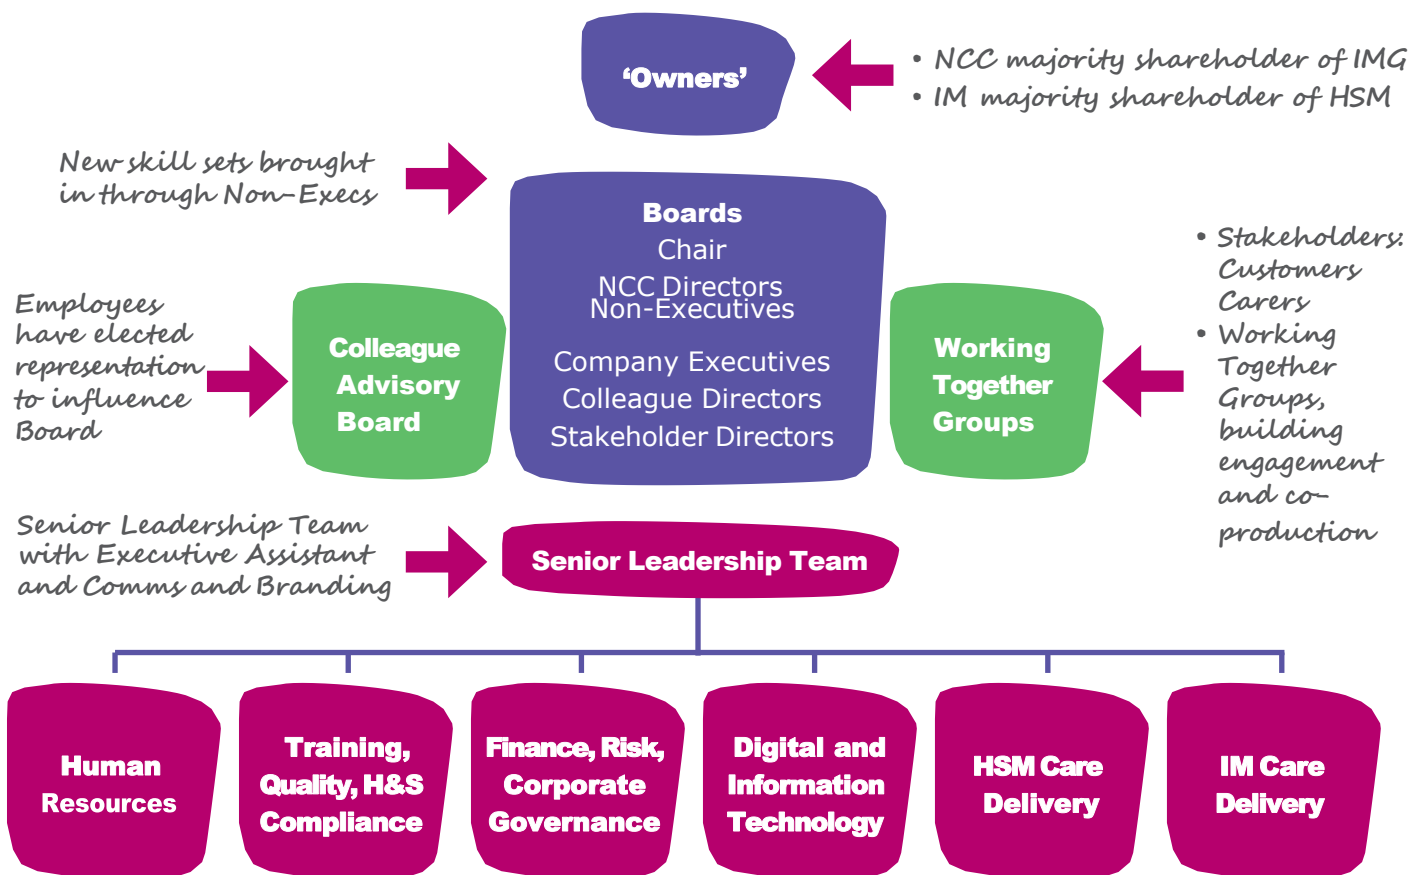 ‘Owners’
• NCC majority shareholder of IMG
• IM majority shareholder of HSM
New skill sets brought
in through Non-Execs
Boards
Chair
NCC Directors
Non-Executives
Company Executives
Colleague Directors
Stakeholder Directors
Employees
have elected
representation
to influence
Board
Colleague
Advisory
Board
Working
Together
Groups
• Stakeholders:
Customers
Carers
• Working
Together
Groups,
building
engagement
and co-
production
Senior Leadership Team
with Executive Assistant
and Comms and Branding
Senior Leadership Team
Human
Resources
Training,
Quality, H&S
Compliance
Finance, Risk,
Corporate
Governance
Digital and
Information
Technology
HSM Care
Delivery
IM Care
Delivery